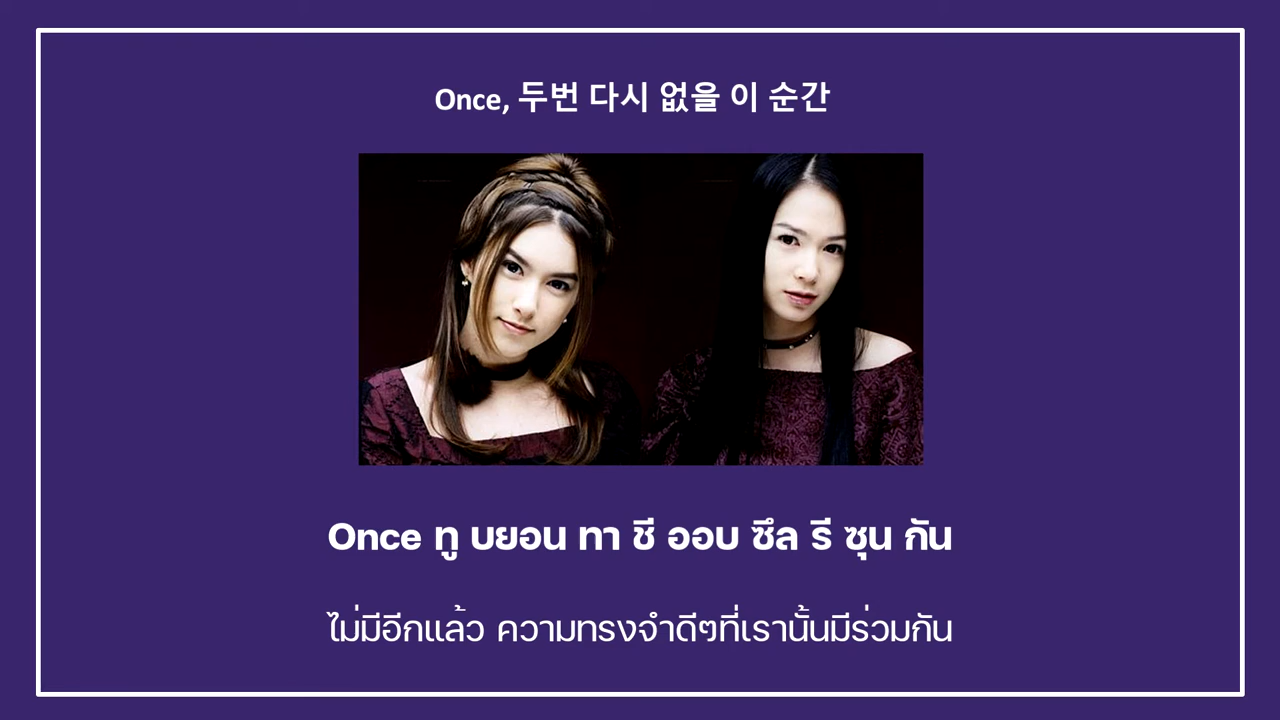 Once, 두번 다시 없을 이 순간
Once ทู บยอน ทา ชี ออบ ซึล รี ซุน กัน
ไม่มีอีกแล้ว ความทรงจำดีๆที่เรานั้นมีร่วมกัน